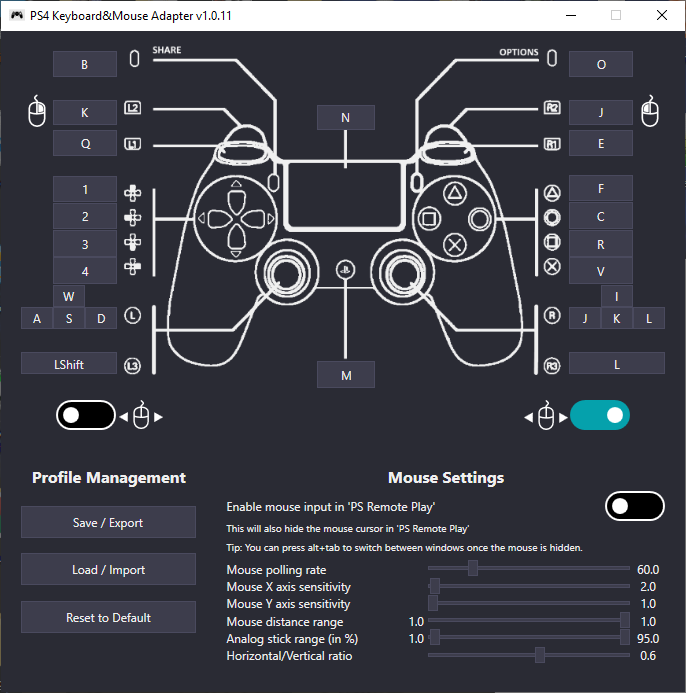 PS4 Keyboard&Mouse Adapter v1.0.11
SHARE
OPTIONS
B
O
K
L2
N
R2
J
Q
L1
R1
E
1
F
2
C
3
R
4
V
W
I
A S D
L
R
J K L
LShift
L3
M
R3
L
Profile Management
Mouse Settings
Save / Export
Load / Import
Reset to Default
Enable mouse input in 'PS Remote Play'
This will also hide the mouse cursor in 'PS Remote Play'
Tip: You can press alt+tab to switch between windows once the mouse is hidden.
Mouse polling rate 60.0
Mouse X axis sensitivity 2.0
Mouse Y axis sensitivity 1.0
Mouse distance range 1.0 1.0
Analog stick range (in %) 1.0 95.0
Horizontal/Vertical ratio 0.6